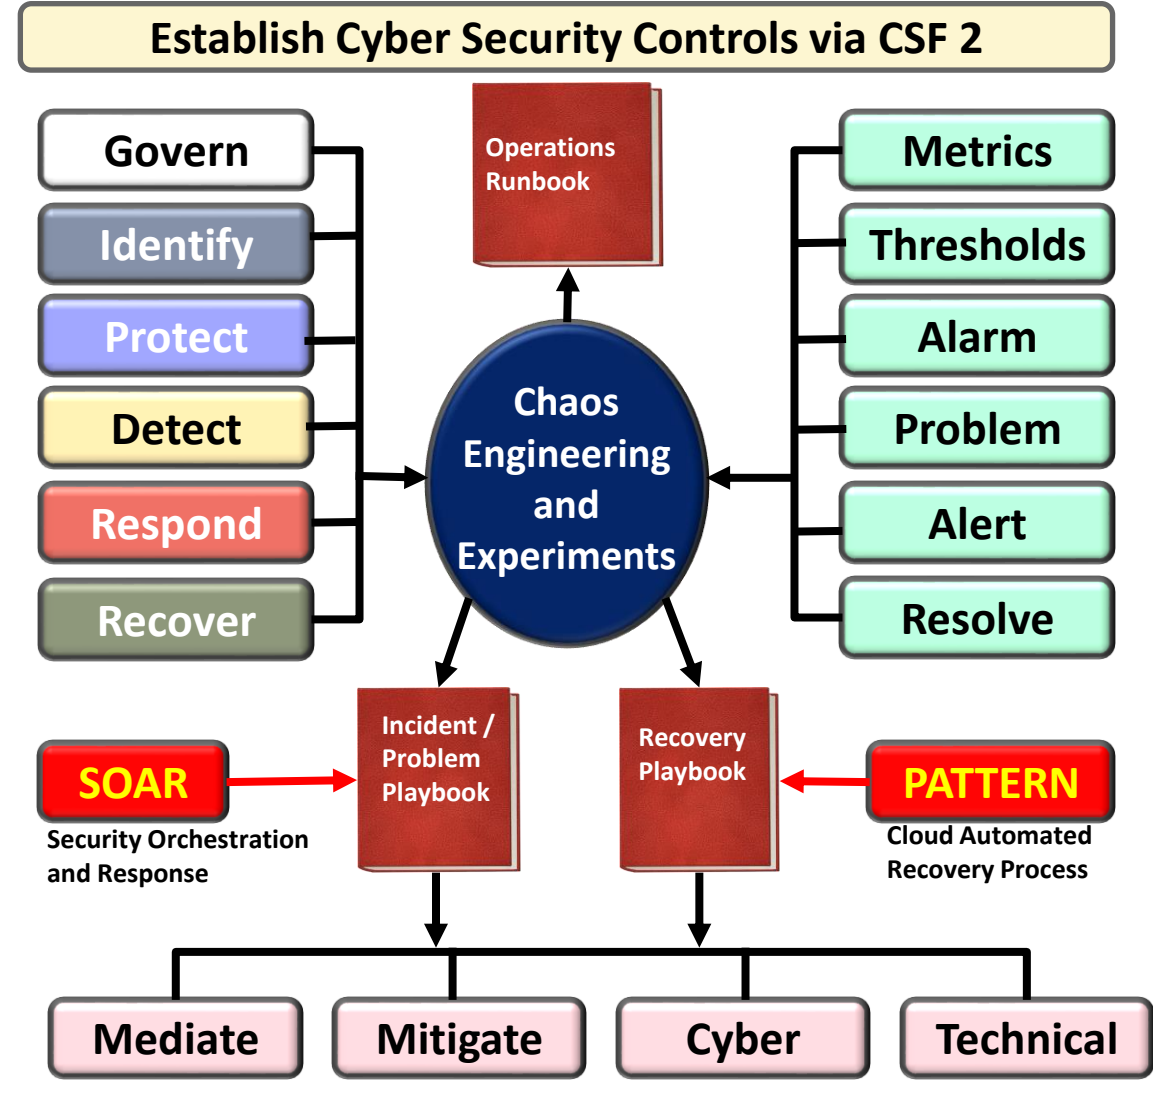 Establish Cyber Security Controls via CSF 2
Operations
Runbook
Govern
Identify
Protect
Detect
Respond
Recover
Chaos
Engineering
and
Experiments
Metrics
Thresholds
Alarm
Problem
Alert
Resolve
SOAR
Security Orchestration
and Response
Incident /
Problem
Playbook
Recovery
Playbook
PATTERN
Cloud Automated
Recovery Process
Mediate
Mitigate
Cyber
Technical